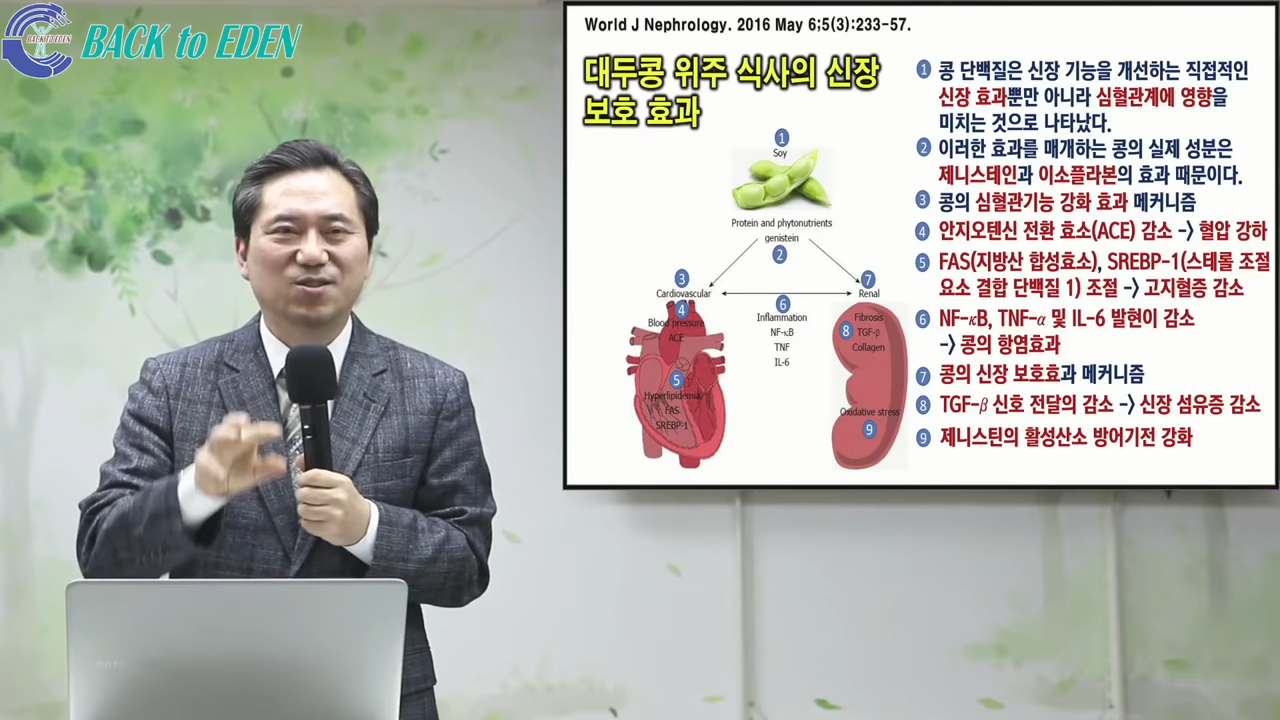 BACK to EDEN
BACK TO EDEN
World J Nephrology. 2016 May 6;5(3):233-57.
대두콩 위주 식사의 신장
보호 효과
1
Soy
Protein and phytonutrients
genistein
2
3
Cardiovascular
4
Blood pressure
ACE
5
Hyperlipidemia
FAS
SREBP-1
6
Inflammation
NF-κB
TNF
IL-6
7
Renal
Fibrosis
8 TGF-β
Collagen
Oxidative stress
9
1 콩 단백질은 신장 기능을 개선하는 직접적인
신장 효과뿐만 아니라 심혈관계에 영향을
미치는 것으로 나타났다.
2 이러한 효과를 매개하는 콩의 실제 성분은
제니스테인과 이소플라본의 효과 때문이다.
3 콩의 심혈관기능 강화 효과 메커니즘
4 안지오텐신 전환 효소(ACE) 감소 -> 혈압 강하
5 FAS(지방산 합성효소), SREBP-1(스테롤 조절
요소 결합 단백질 1) 조절 -> 고지혈증 감소
6 NF-κB, TNF-α 및 IL-6 발현이 감소
-> 콩의 항염효과
7 콩의 신장 보호효과 메커니즘
8 TGF-β 신호 전달의 감소 -> 신장 섬유증 감소
9 제니스틴의 활성산소 방어기전 강화